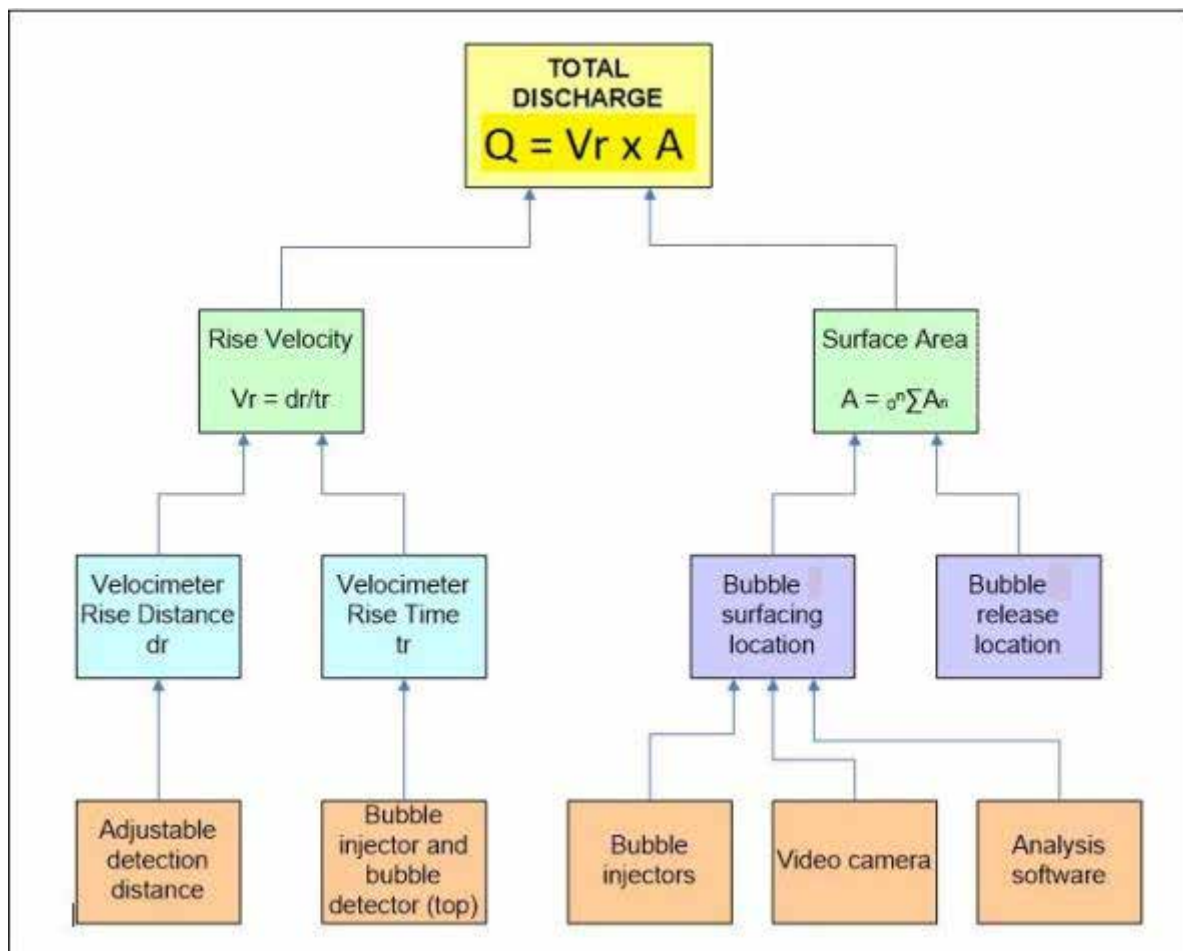 TOTAL
DISCHARGE
Q = Vr x A
Rise Velocity
Vr = dr/tr
Surface Area
A = ₀ⁿ∑Aₙ
Velocimeter
Rise Distance
dr
Velocimeter
Rise Time
tr
Bubble
surfacing
location
Bubble
release
location
Adjustable
detection
distance
Bubble
injector and
bubble
detector (top)
Bubble
injectors
Video camera
Analysis
software